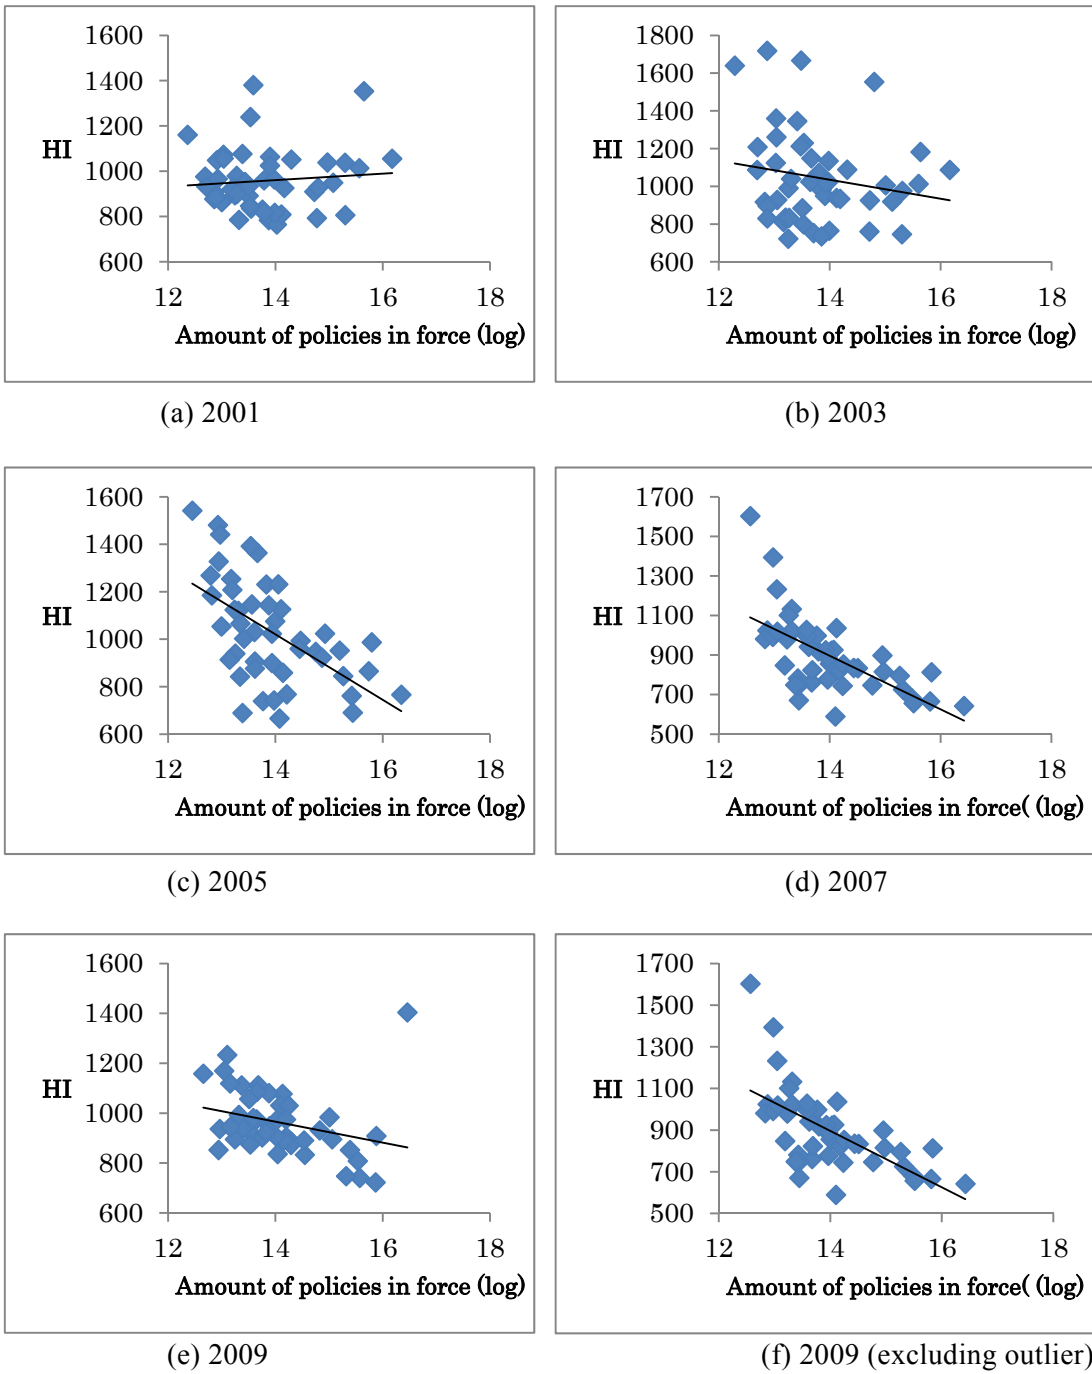 1600
1400
1200
HI
1000
800
600
12 14 16 18
Amount of policies in force (log)
(a) 2001
1800
1600
1400
1200
HI
1000
800
600
12 14 16 18
Amount of policies in force (log)
(b) 2003
1600
1400
1200
HI
1000
800
600
12 14 16 18
Amount of policies in force (log)
(c) 2005
1700
1500
1300
1100
HI
900
700
500
12 14 16 18
Amount of policies in force( (log)
(d) 2007
1600
1400
1200
HI
1000
800
600
12 14 16 18
Amount of policies in force (log)
(e) 2009
1700
1500
1300
1100
HI
900
700
500
12 14 16 18
Amount of policies in force( (log)
(f) 2009 (excluding outlier)